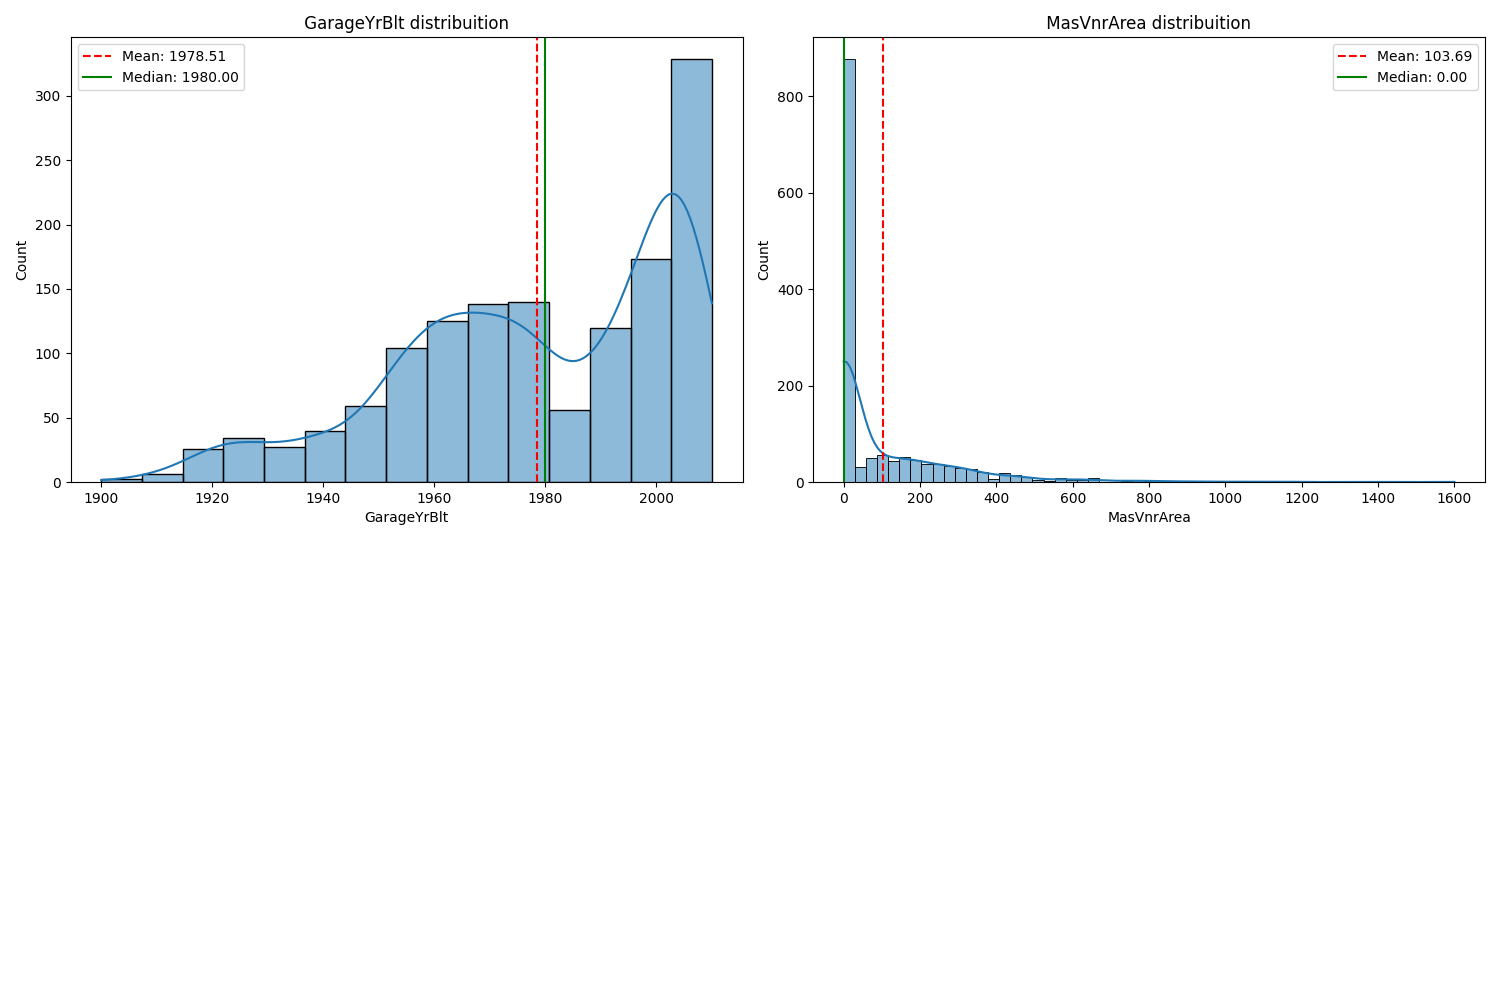 GarageYrBlt distribuition
Mean: 1978.51
Median: 1980.00
Count
300
250
200
150
100
50
0
1900 1920 1940 1960 1980 2000
GarageYrBlt
MasVnrArea distribuition
Mean: 103.69
Median: 0.00
Count
800
600
400
200
0
0 200 400 600 800 1000 1200 1400 1600
MasVnrArea